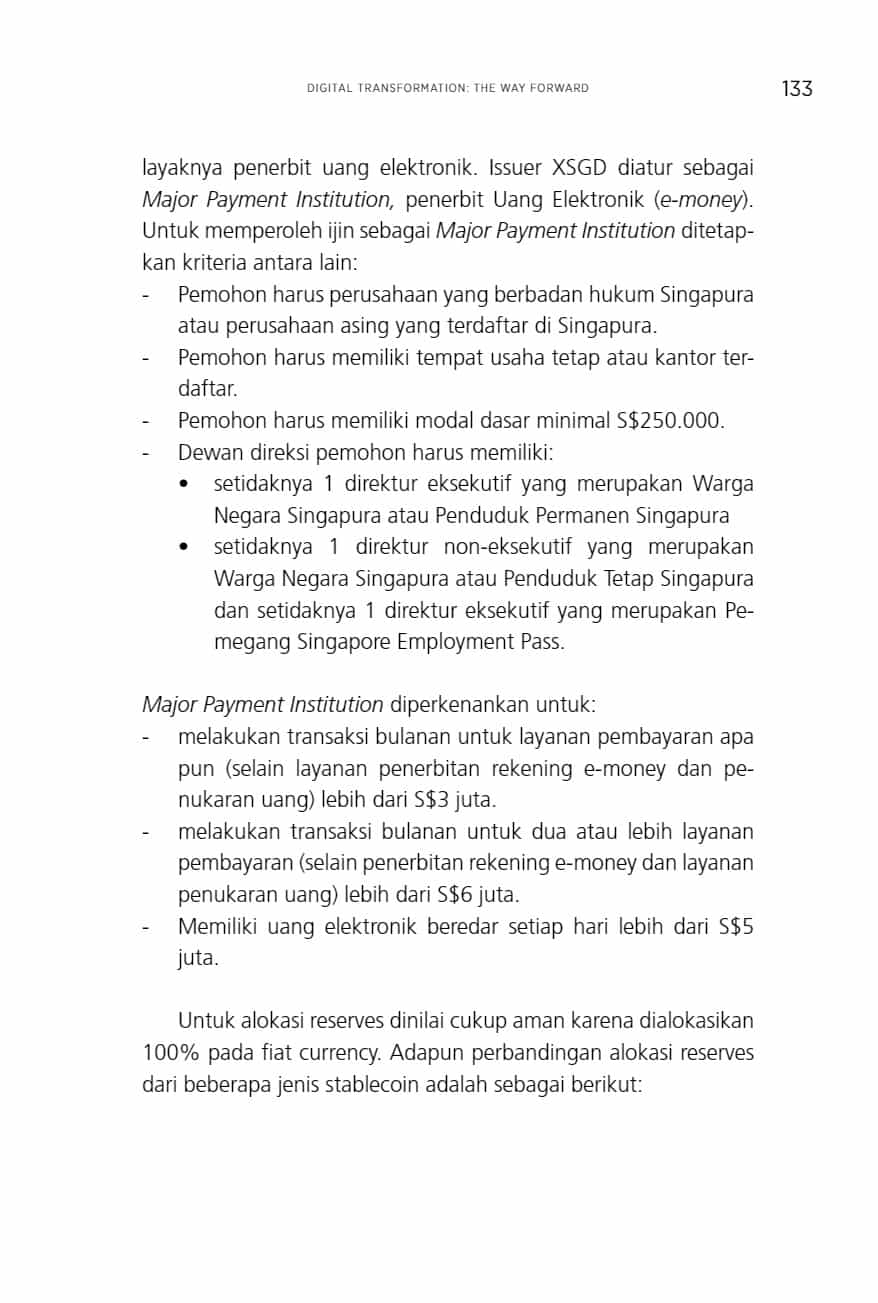 DIGITAL TRANSFORMATION: THE WAY FORWARD
133
layaknya penerbit uang elektronik. Issuer XSGD diatur sebagai
Major Payment Institution, penerbit Uang Elektronik (e-money).
Untuk memperoleh ijin sebagai Major Payment Institution ditetap-
kan kriteria antara lain:
- Pemohon harus perusahaan yang berbadan hukum Singapura
atau perusahaan asing yang terdaftar di Singapura.
- Pemohon harus memiliki tempat usaha tetap atau kantor ter-
daftar.
- Pemohon harus memiliki modal dasar minimal S$250.000.
- Dewan direksi pemohon harus memiliki:
• setidaknya 1 direktur eksekutif yang merupakan Warga
Negara Singapura atau Penduduk Permanen Singapura
• setidaknya 1 direktur non-eksekutif yang merupakan
Warga Negara Singapura atau Penduduk Tetap Singapura
dan setidaknya 1 direktur eksekutif yang merupakan Pe-
megang Singapore Employment Pass.
Major Payment Institution diperkenankan untuk:
- melakukan transaksi bulanan untuk layanan pembayaran apa
pun (selain layanan penerbitan rekening e-money dan pe-
nukaran uang) lebih dari S$3 juta.
- melakukan transaksi bulanan untuk dua atau lebih layanan
pembayaran (selain penerbitan rekening e-money dan layanan
penukaran uang) lebih dari S$6 juta.
- Memiliki uang elektronik beredar setiap hari lebih dari S$5
juta.
Untuk alokasi reserves dinilai cukup aman karena dialokasikan
100% pada fiat currency. Adapun perbandingan alokasi reserves
dari beberapa jenis stablecoin adalah sebagai berikut: